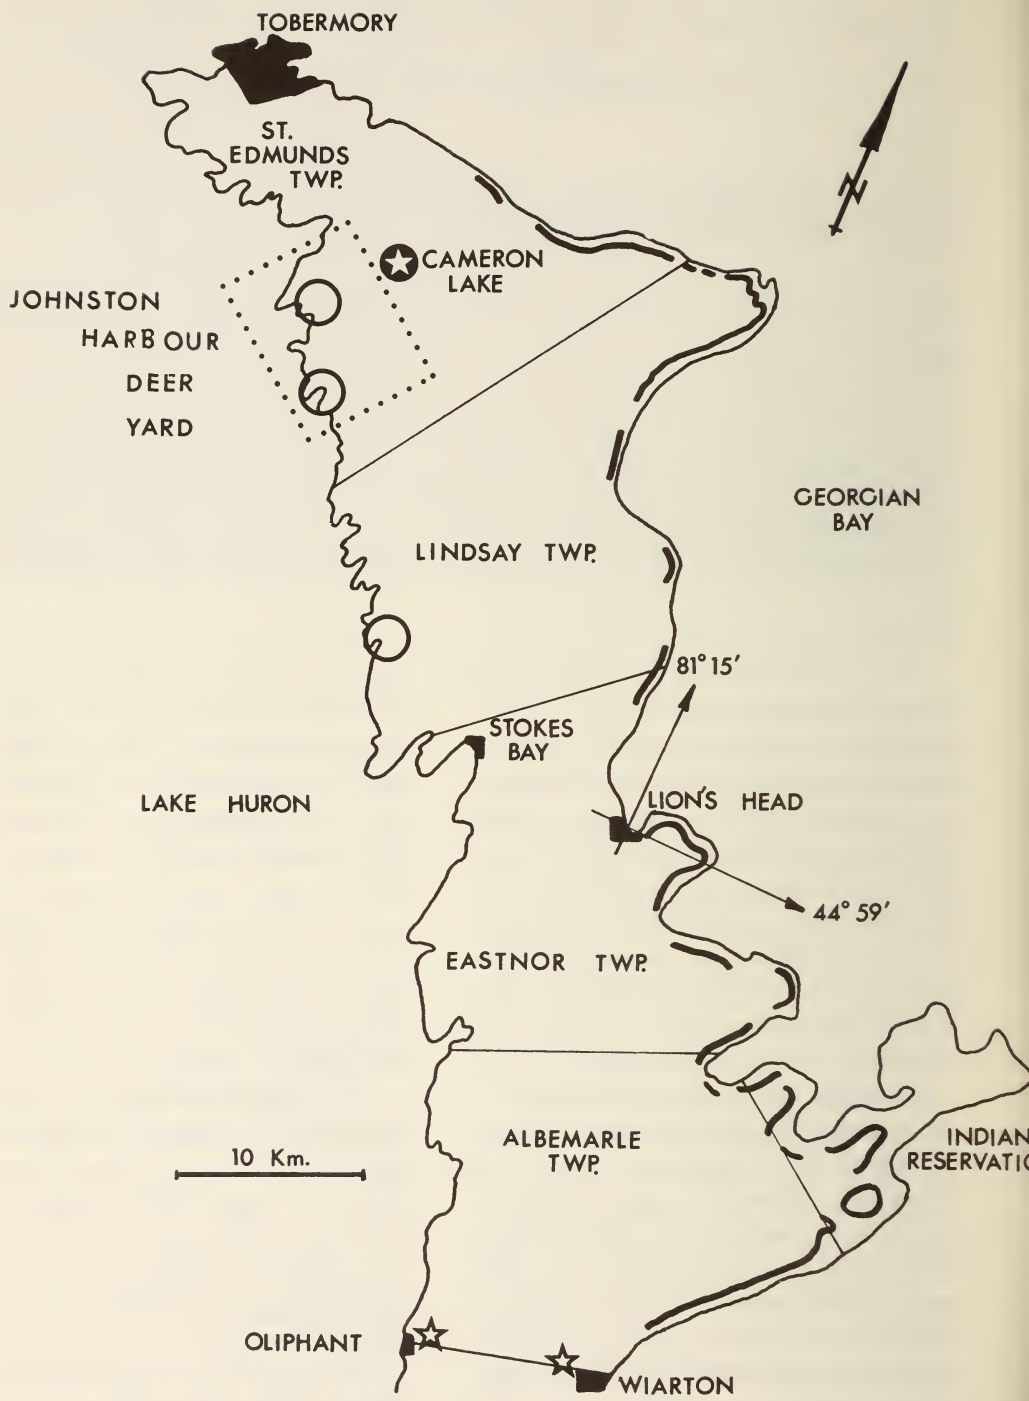 TOBERMORY
ST.
EDMUNDS
TWP.
N
CAMERON
LAKE
JOHNSTON
HARBOUR
DEER
YARD
GEORGIAN
BAY
LINDSAY TWP.
81° 15'
STOKES
BAY
LAKE HURON
LION'S HEAD
44° 59'
EASTNOR TWP.
ALBEMARLE
TWP.
INDIAN
RESERVATIO
10 Km.
OLIPHANT
WIARTON